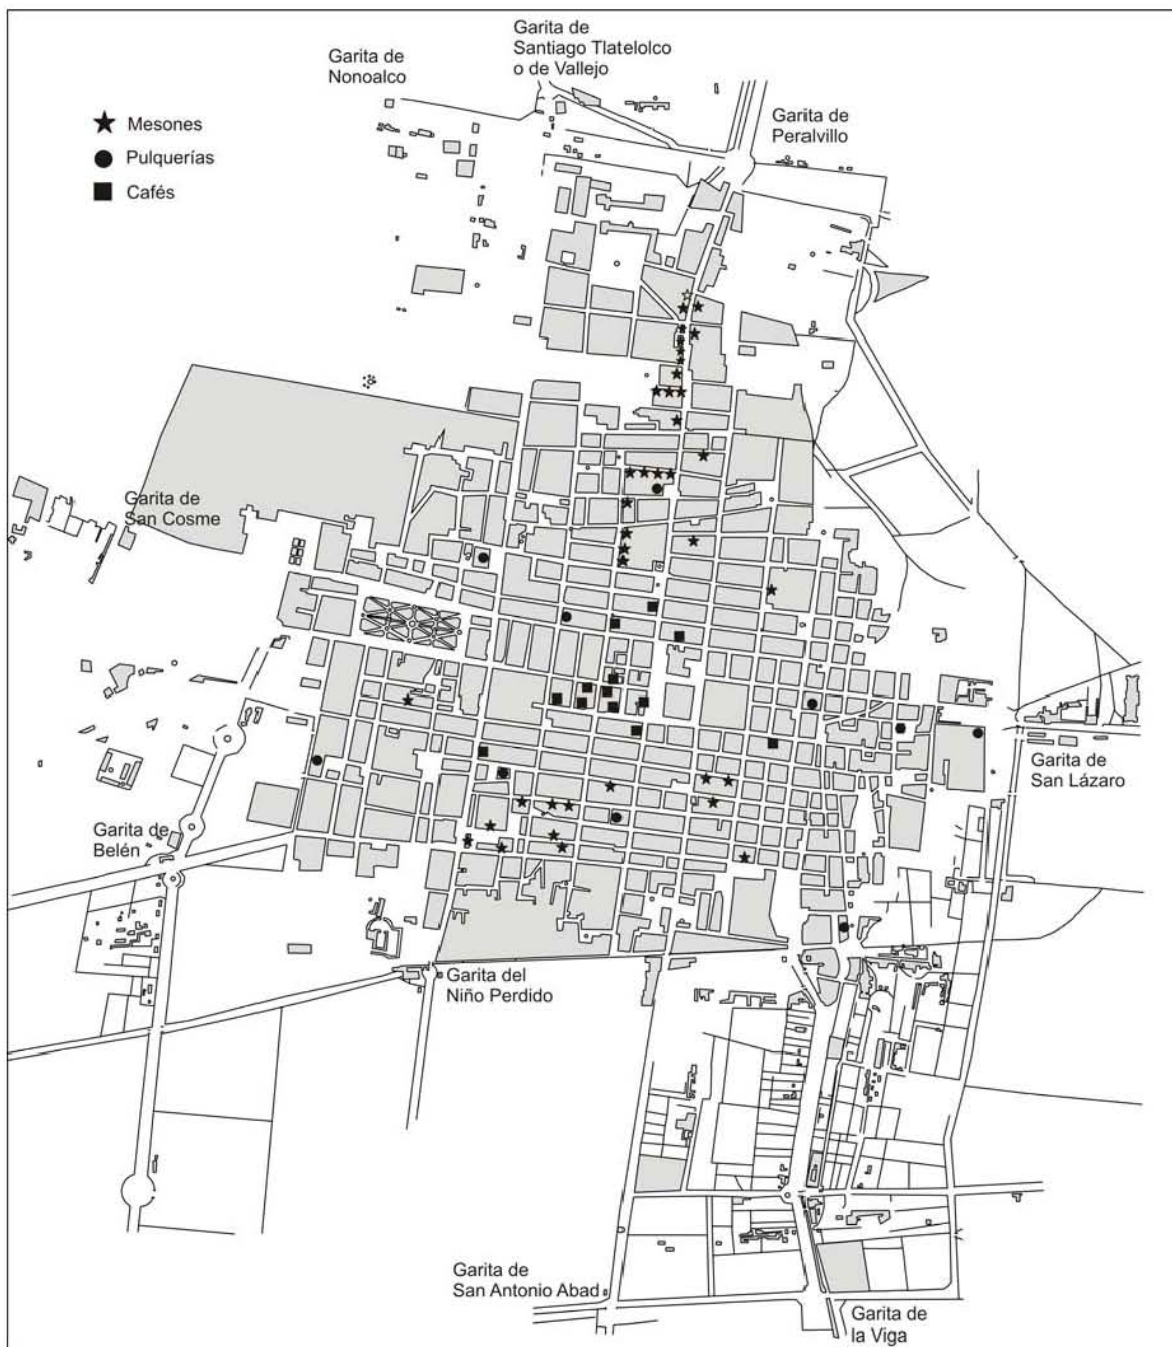 Garita de
Santiago Tlatelolco
o de Vallejo
Garita de
Nonoalco
Garita de
Peralvillo
Mesones
Pulquerías
Cafés
Garita de
San Cosme
Garita de
San Lázaro
Garita de
Belén
Garita del
Niño Perdido
Garita de
San Antonio Abad
Garita de
la Viga